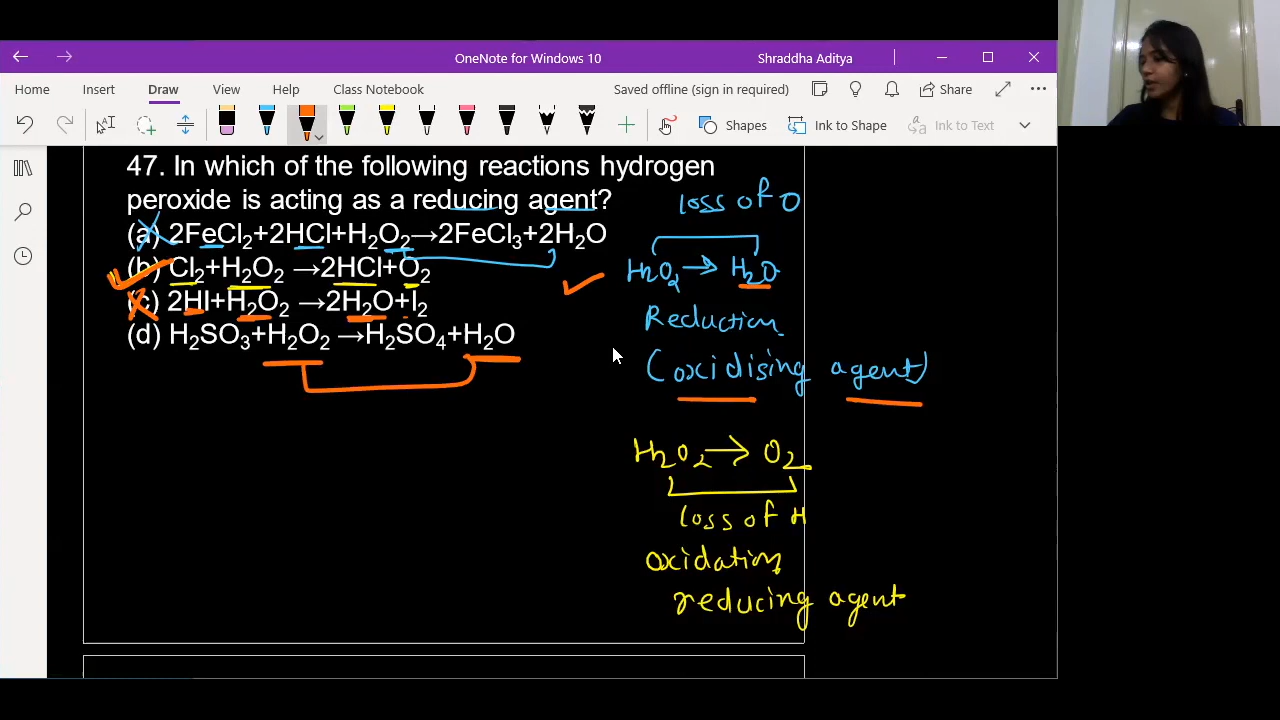 OneNote for Windows 10
Shraddha Aditya
Home Insert Draw View Help Class Notebook Saved offline (sign in required) Share
Shapes Ink to Shape Ink to Text
47. In which of the following reactions hydrogen
peroxide is acting as a reducing agent?
(a) 2FeCl₂+2HCl+H₂O₂→2FeCl₃+2H₂O
(b) Cl₂+H₂O₂ →2HCl+O₂
(c) 2HI+H₂O₂ →2H₂O+I₂
(d) H₂SO₃+H₂O₂ →H₂SO₄+H₂O
loss of O
H₂O₂ → H₂O
Reduction
(oxidising agent)
H₂O₂ → O₂
loss of H
oxidation
reducing agent